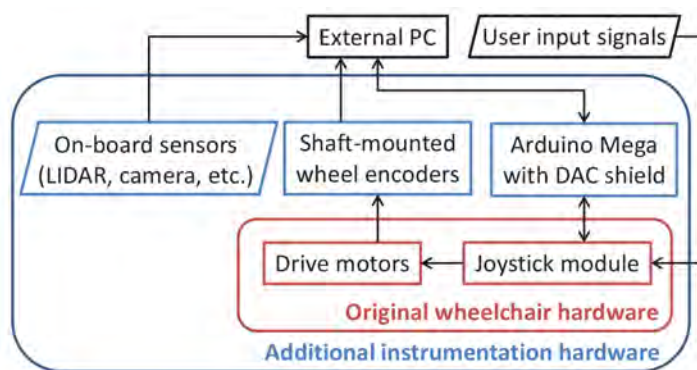 External PC
User input signals
On-board sensors
(LIDAR, camera, etc.)
Shaft-mounted
wheel encoders
Arduino Mega
with DAC shield
Drive motors
Joystick module
Original wheelchair hardware
Additional instrumentation hardware